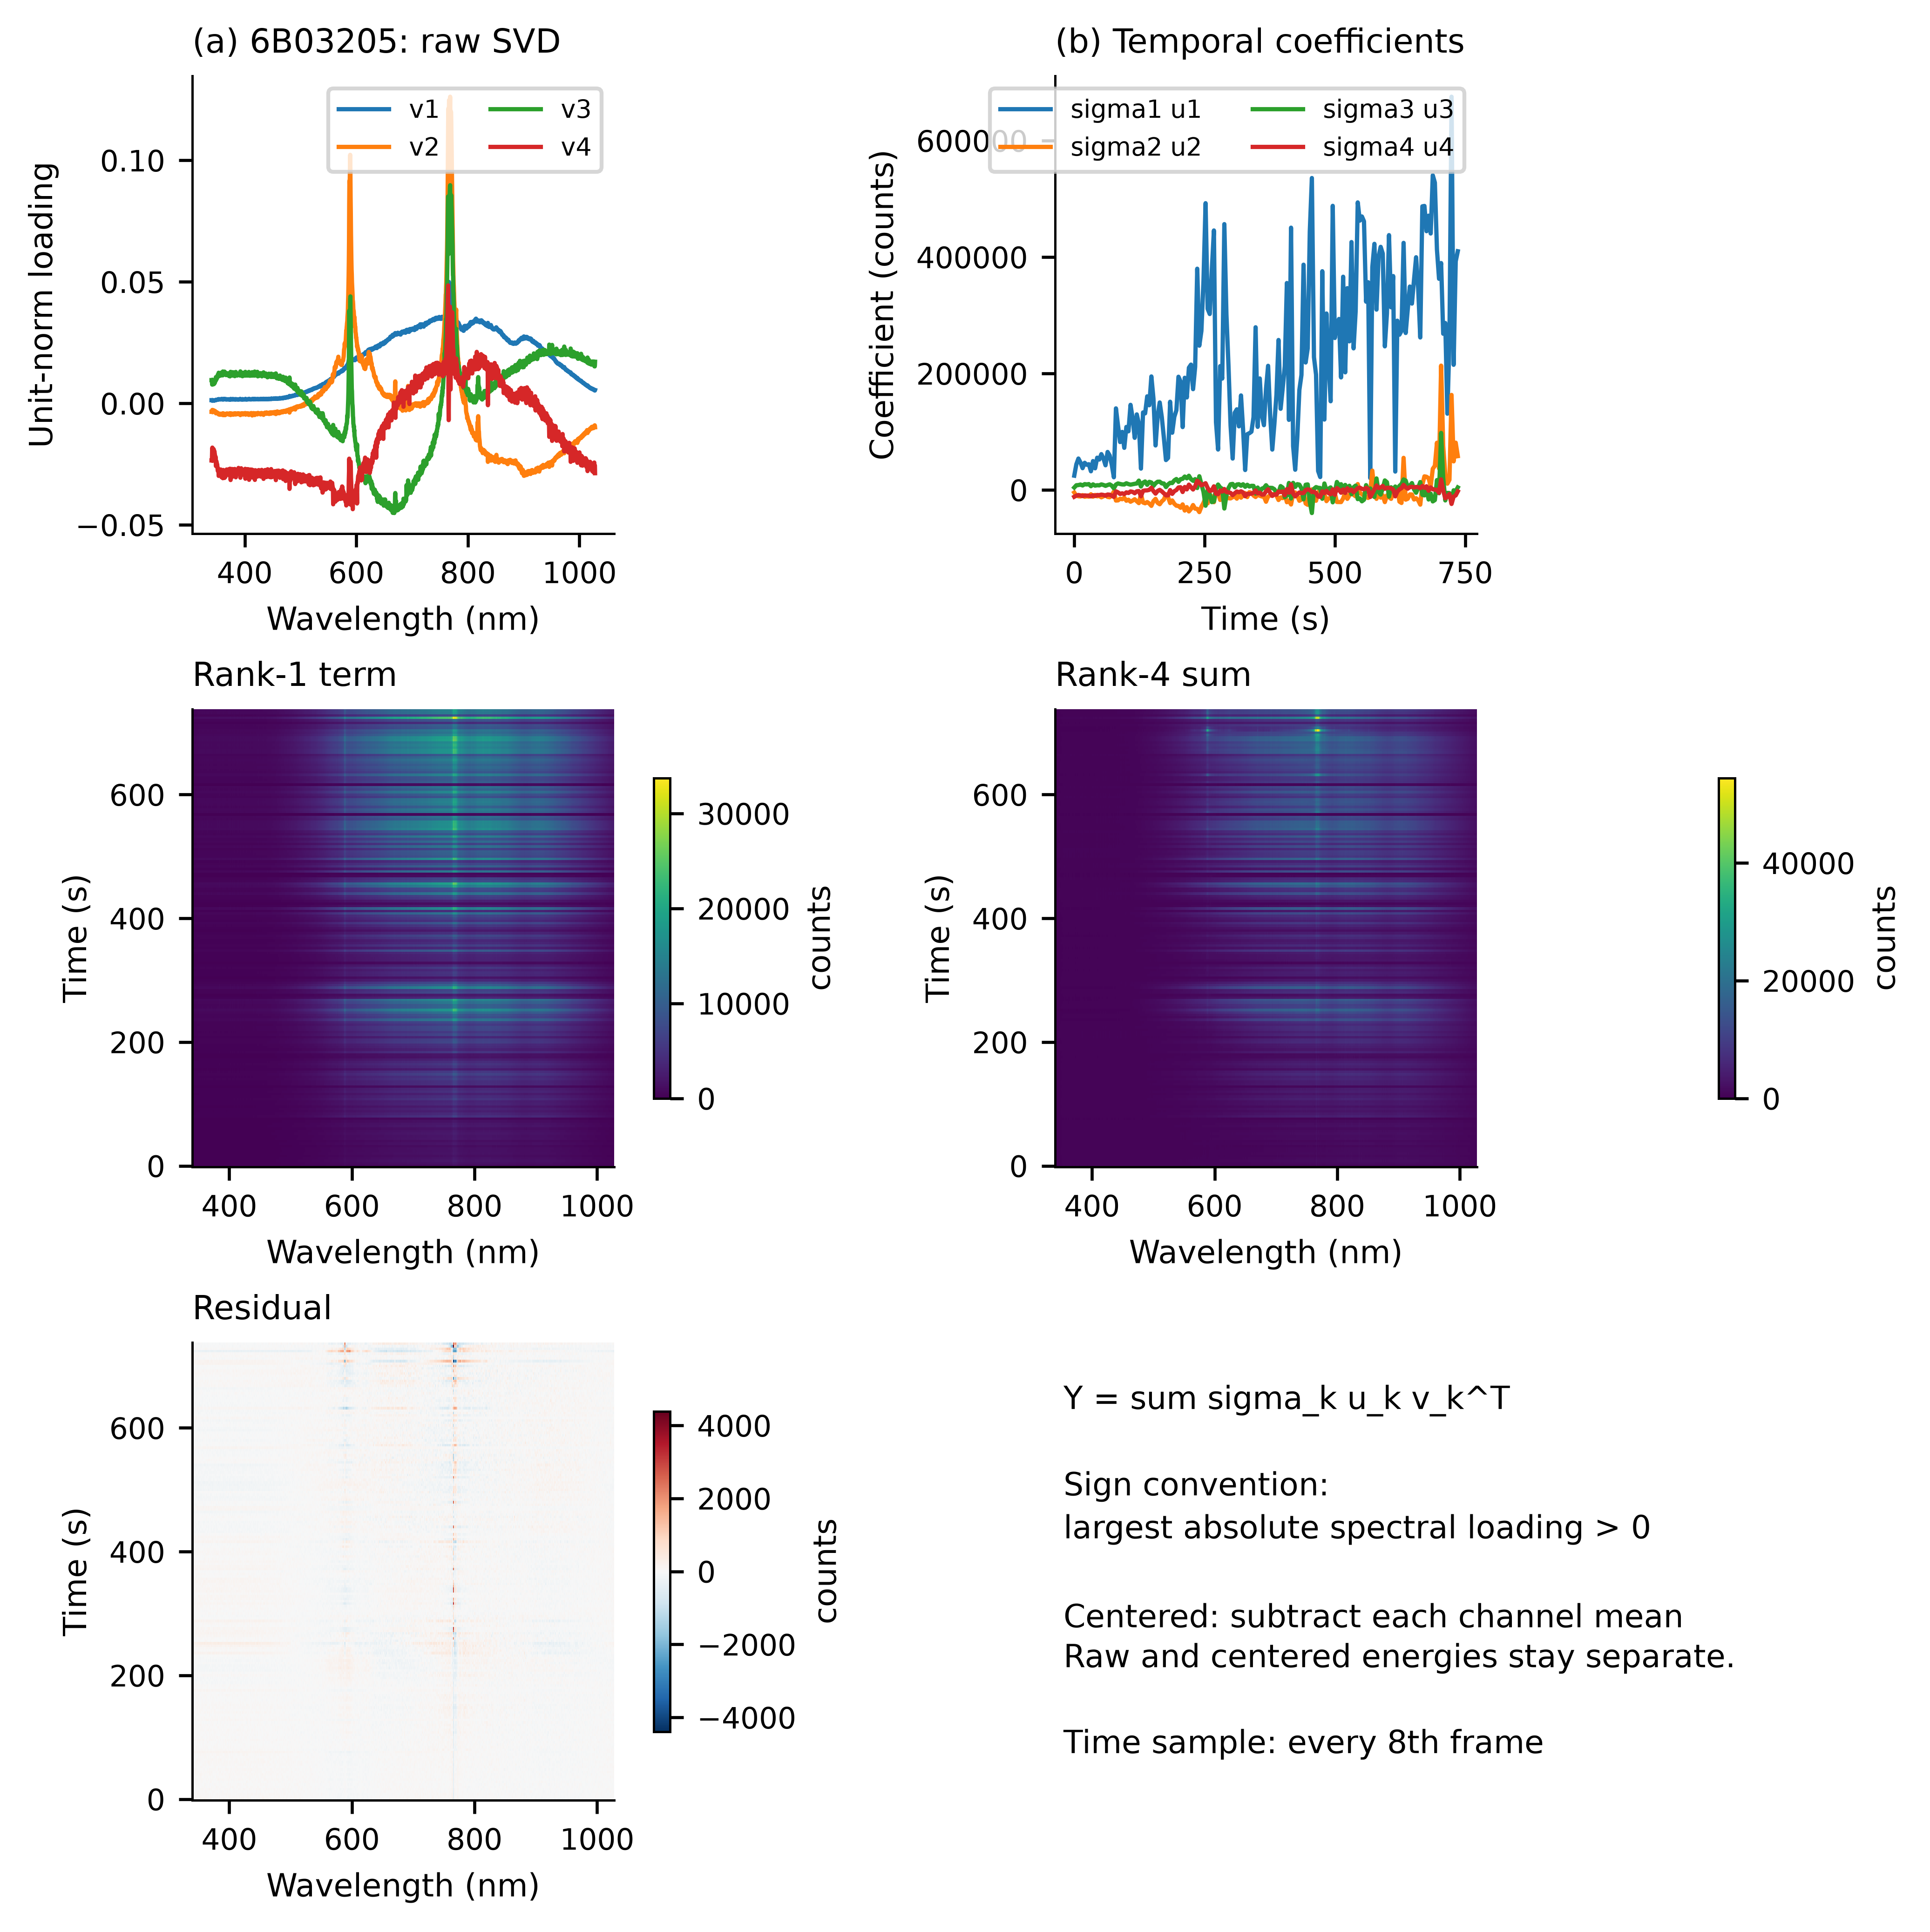 (a) 6B03205: raw SVD
v1
v2
v3
v4
0.10
0.05
0.00
−0.05
Unit-norm loading
400 600 800 1000
Wavelength (nm)
(b) Temporal coefficients
sigma1 u1
sigma2 u2
sigma3 u3
sigma4 u4
600000
400000
200000
0
Coefficient (counts)
0 250 500 750
Time (s)
Rank-1 term
600
400
200
0
Time (s)
400 600 800 1000
Wavelength (nm)
30000
20000
10000
0
counts
Rank-4 sum
600
400
200
0
Time (s)
400 600 800 1000
Wavelength (nm)
40000
20000
0
counts
Residual
600
400
200
0
Time (s)
400 600 800 1000
Wavelength (nm)
4000
2000
0
−2000
−4000
counts
Y = sum sigma_k u_k v_k^T
Sign convention:
largest absolute spectral loading > 0
Centered: subtract each channel mean
Raw and centered energies stay separate.
Time sample: every 8th frame